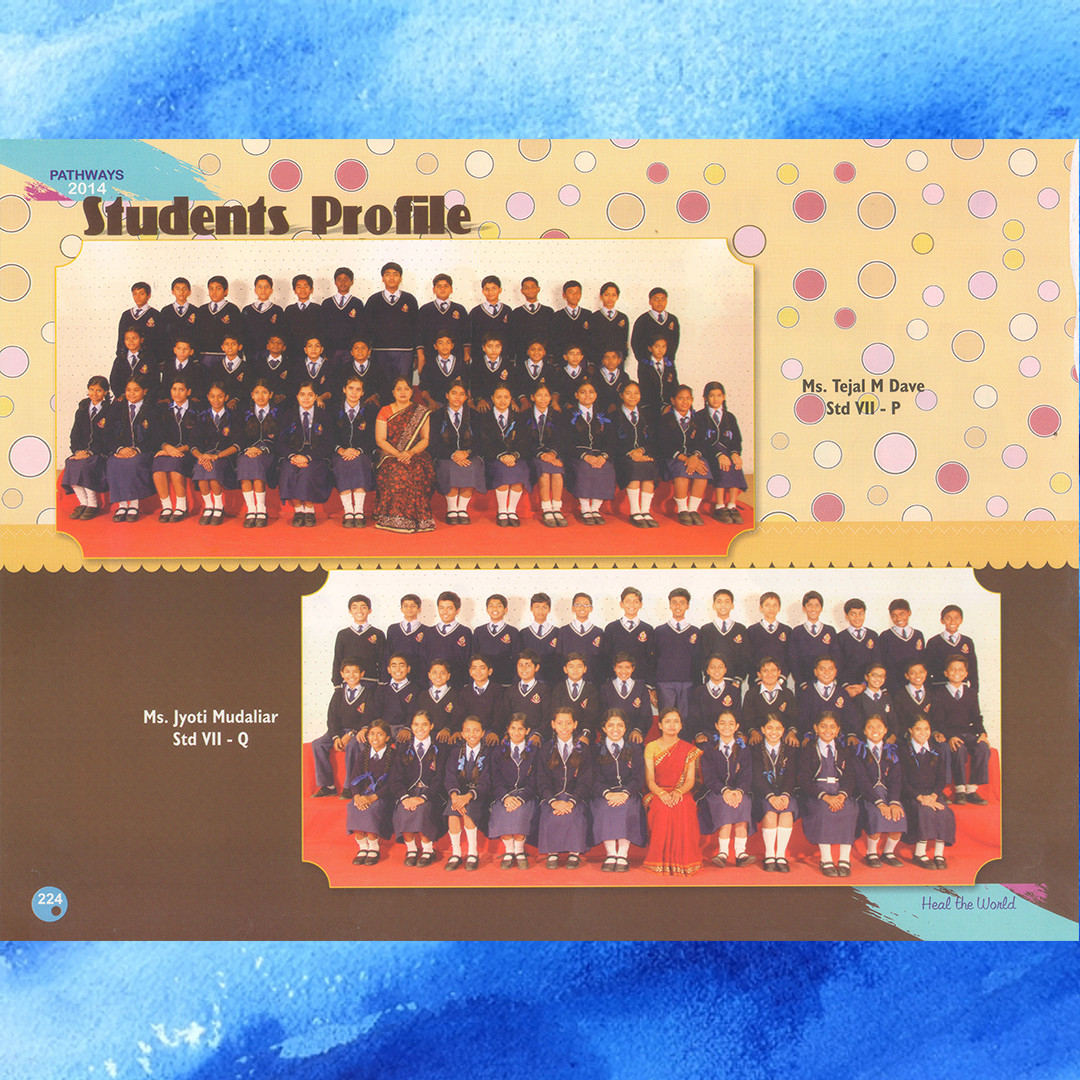 PATHWAYS
2014
Students Profile
Ms. Tejal M Dave
Std VII - P
Ms. Jyoti Mudaliar
Std VII - Q
224
Heal the World